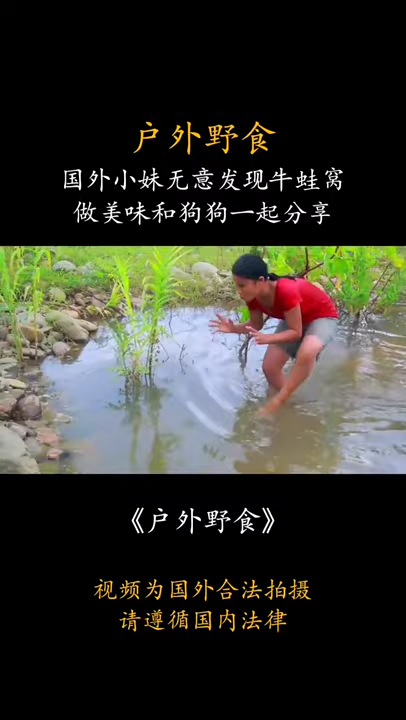 户外野食
国外小妹无意发现牛蛙窝
做美味和狗狗一起分享
《户外野食》
视频为国外合法拍摄
请遵循国内法律